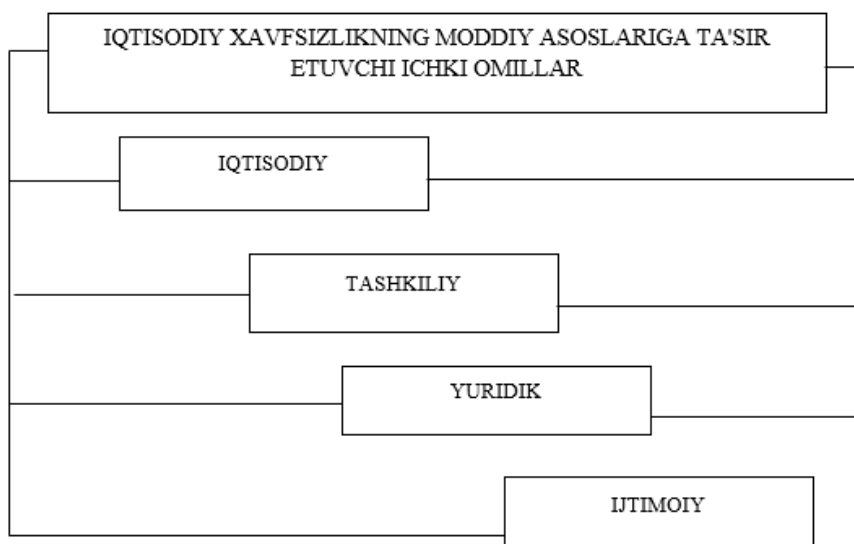 IQTISODIY XAVFSIZLIKNING MODDIY ASOSLARIGA TA'SIR
ETUVCHI ICHKI OMILLAR
IQTISODIY
TASHKILIY
YURIDIK
IJTIMOIY